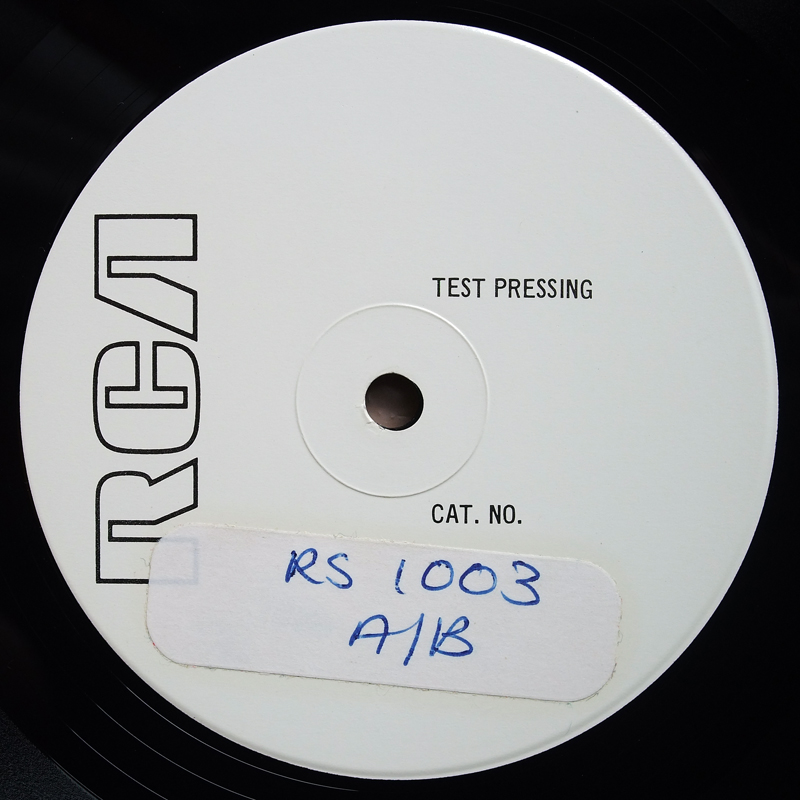 RCA
TEST PRESSING
CAT. NO.
RS 1003
A/B